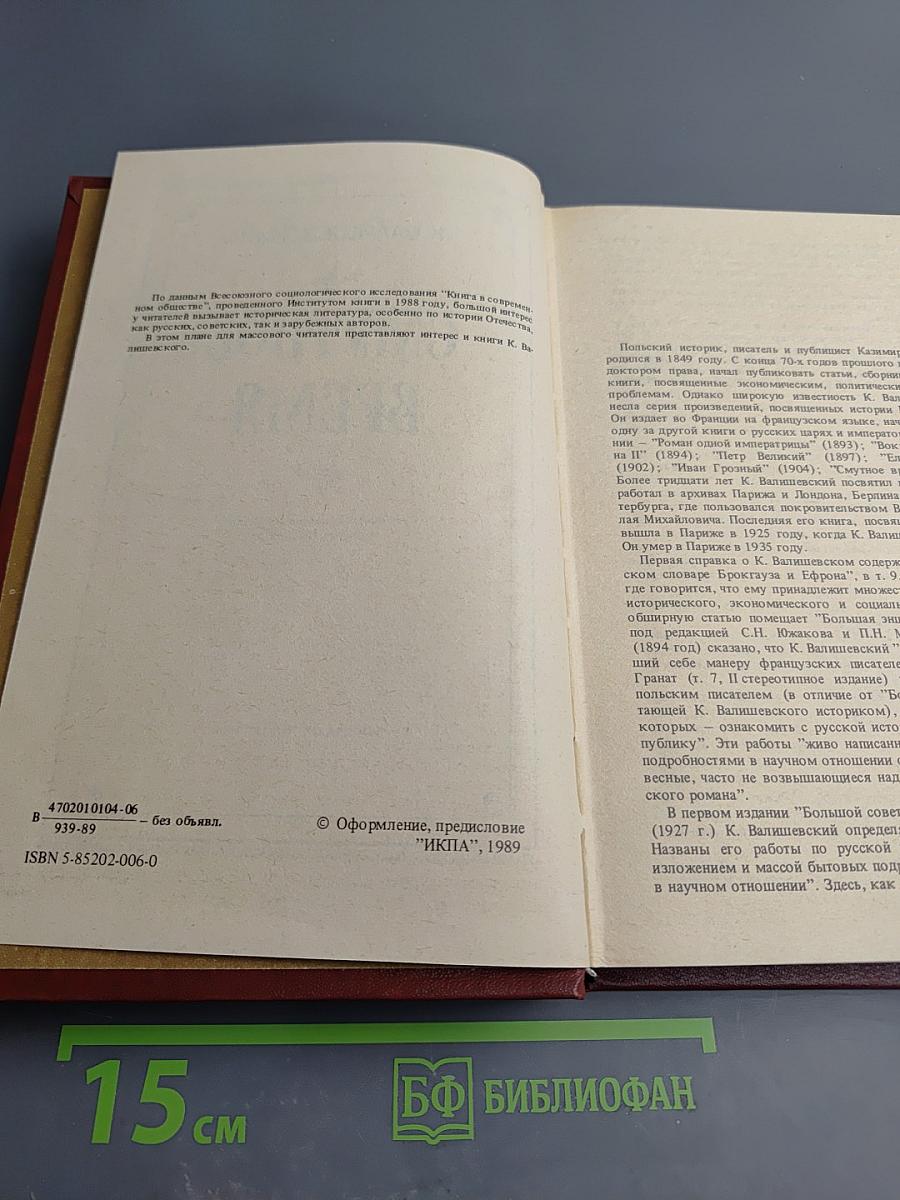 По данным Всесоюзного социологического исследования "Книга в современ-
ном обществе", проведенного Институтом книги в 1988 году, большой интерес
у читателей вызывает историческая литература, особенно по истории Отечества,
как русских, советских, так и зарубежных авторов.
В этом плане для массового читателя представляют интерес и книги К. Ва-
лишевского.
В 4702010104-06
939-89 – без объявл.
ISBN 5-85202-006-0
© Оформление, предисловие
"ИКПА", 1989
Польский историк, писатель и публицист Казимир
родился в 1849 году. С конца 70-х годов прошлого
доктором права, начал публиковать статьи, сборни
книги, посвященные экономическим, политически
проблемам. Однако широкую известность К. Вал
несла серия произведений, посвященных истории
Он издает во Франции на французском языке, нач
одну за другой книги о русских царях и императо
нии – "Роман одной императрицы" (1893); "Вок
на II" (1894); "Петр Великий" (1897); "Ел
(1902); "Иван Грозный" (1904); "Смутное вр
Более тридцати лет К. Валишевский посвятил
работал в архивах Парижа и Лондона, Берлина
тербурга, где пользовался покровительством В
лая Михайловича. Последняя его книга, посвящ
вышла в Париже в 1925 году, когда К. Валиш
Он умер в Париже в 1935 году.
Первая справка о К. Валишевском содерж
ском словаре Брокгауза и Ефрона", в т. 9.
где говорится, что ему принадлежит множест
исторического, экономического и социаль
обширную статью помещает "Большая энц
под редакцией С.Н. Южакова и П.Н. М
(1894 год) сказано, что К. Валишевский "
ший себе манеру французских писателе
Гранат (т. 7, II стереотипное издание)
польским писателем (в отличие от "Бо
тающей К. Валишевского историком),
которых – ознакомить с русской исто
публику". Эти работы "живо написанн
подробностями в научном отношении
весные, часто не возвышающиеся над
ского романа".
В первом издании "Большой совет
(1927 г.) К. Валишевский определя
Названы его работы по русской
изложением и массой бытовых подр
в научном отношении". Здесь, как
15 см
БФ БИБЛИОФАН